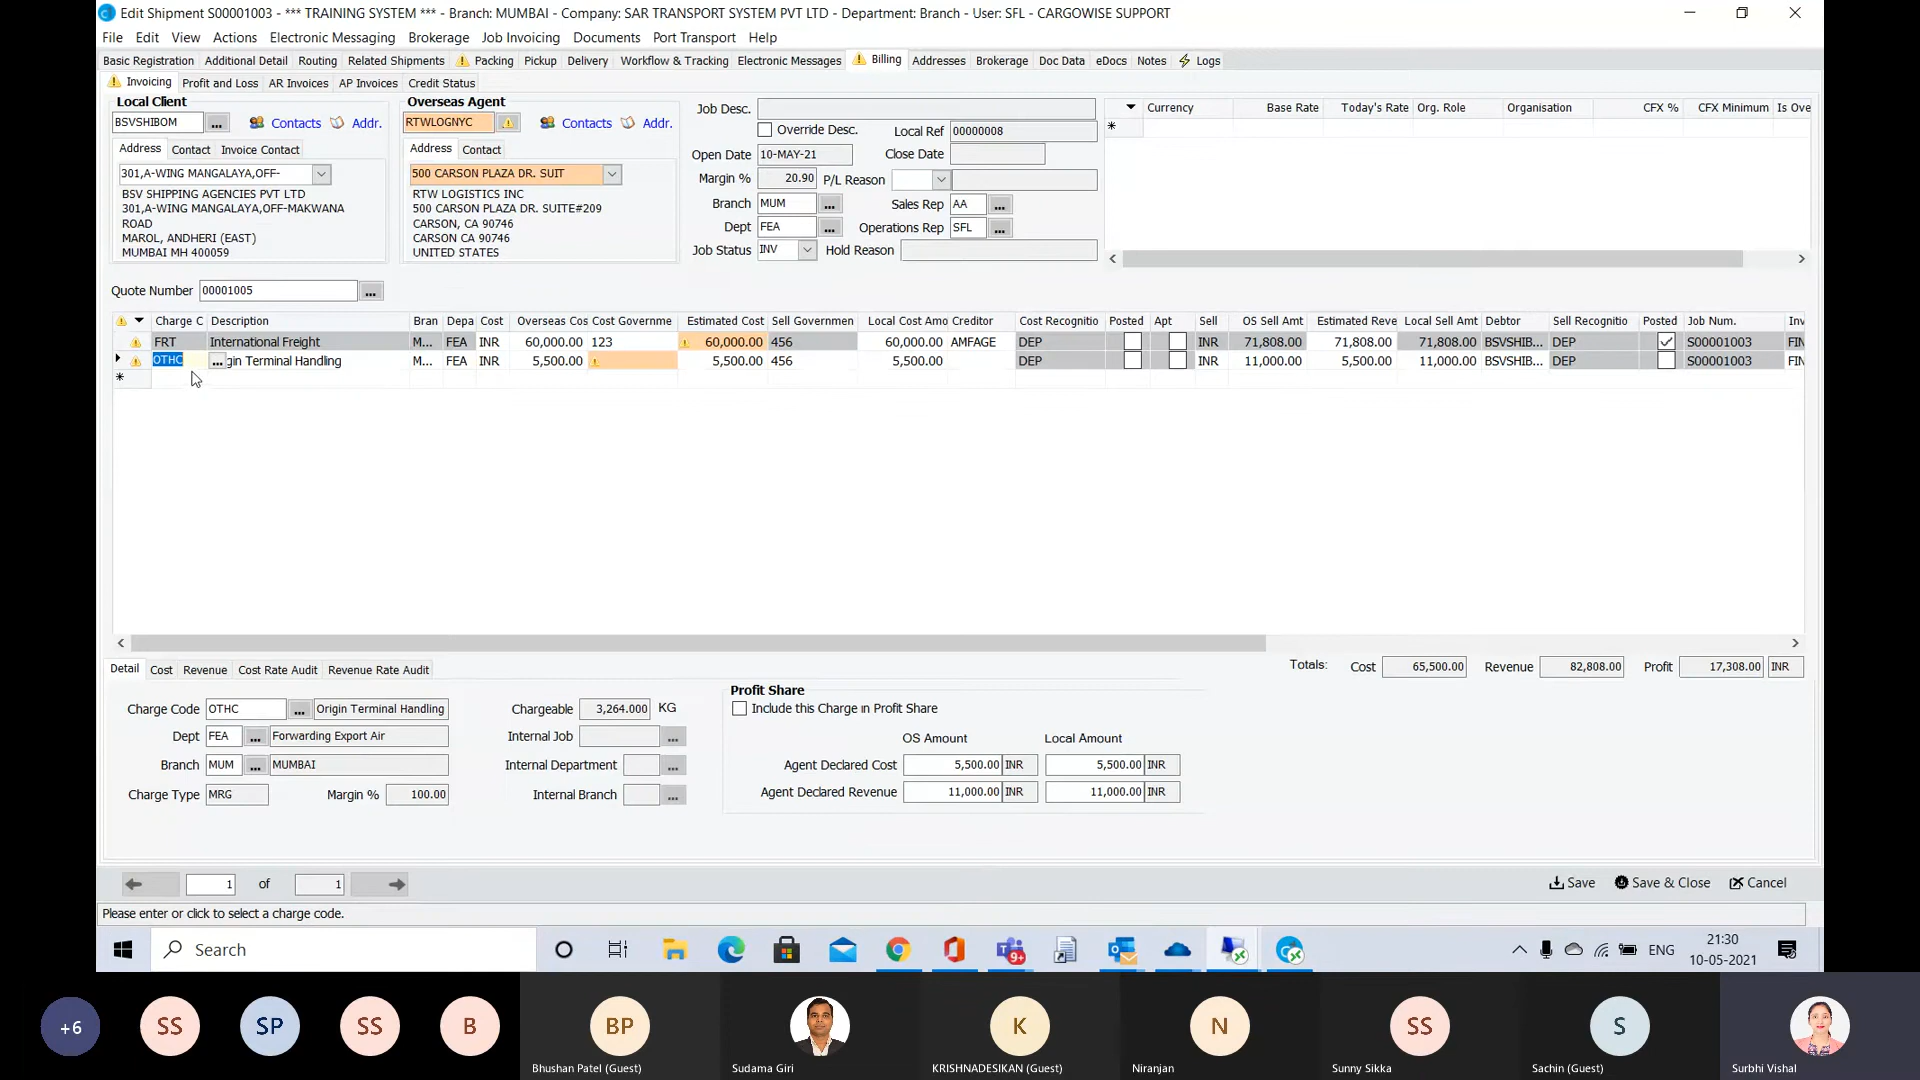 Edit Shipment S00001003 - *** TRAINING SYSTEM *** - Branch: MUMBAI - Company: SAR TRANSPORT SYSTEM PVT LTD - Department: Branch - User: SFL - CARGOWISE SUPPORT
File Edit View Actions Electronic Messaging Brokerage Job Invoicing Documents Port Transport Help
Basic Registration Additional Detail Routing Related Shipments Packing Pickup Delivery Workflow & Tracking Electronic Messages Billing Addresses Brokerage Doc Data eDocs Notes Logs
Invoicing Profit and Loss AR Invoices AP Invoices Credit Status
Local Client
BSVSHIBOM ... Contacts Addr.
Address Contact Invoice Contact
301,A-WING MANGALAYA,OFF-
BSV SHIPPING AGENCIES PVT LTD
301,A-WING MANGALAYA,OFF-MAKWANA
ROAD
MAROL, ANDHERI (EAST)
MUMBAI MH 400059
Overseas Agent
RTWLOGNYC Contacts Addr.
Address Contact
500 CARSON PLAZA DR. SUIT
RTW LOGISTICS INC
500 CARSON PLAZA DR. SUITE#209
CARSON, CA 90746
CARSON CA 90746
UNITED STATES
Job Desc.
Override Desc. Local Ref 00000008
Open Date 10-MAY-21 Close Date
Margin % 20.90 P/L Reason
Branch MUM ... Sales Rep AA ...
Dept FEA ... Operations Rep SFL ...
Job Status INV Hold Reason
Currency Base Rate Today's Rate Org. Role Organisation CFX % CFX Minimum Is Ove
*
Quote Number 00001005 ...
Charge C Description Bran Depa Cost Overseas Cos Cost Governme Estimated Cost Sell Governmen Local Cost Amo Creditor Cost Recognitio Posted Apt Sell OS Sell Amt Estimated Reve Local Sell Amt Debtor Sell Recognitio Posted Job Num. Inv
FRT International Freight M... FEA INR 60,000.00 123 60,000.00 456 60,000.00 AMFAGE DEP INR 71,808.00 71,808.00 71,808.00 BSVSHIB... DEP S00001003 FIN
OTHC ... gin Terminal Handling M... FEA INR 5,500.00 5,500.00 456 5,500.00 DEP INR 11,000.00 5,500.00 11,000.00 BSVSHIB... DEP S00001003 FIN
*
Detail Cost Revenue Cost Rate Audit Revenue Rate Audit
Totals: Cost 65,500.00 Revenue 82,808.00 Profit 17,308.00 INR
Charge Code OTHC ... Origin Terminal Handling
Dept FEA ... Forwarding Export Air
Branch MUM ... MUMBAI
Charge Type MRG Margin % 100.00
Chargeable 3,264.000 KG
Internal Job ...
Internal Department ...
Internal Branch ...
Profit Share
Include this Charge in Profit Share
OS Amount Local Amount
Agent Declared Cost 5,500.00 INR 5,500.00 INR
Agent Declared Revenue 11,000.00 INR 11,000.00 INR
1 of 1
Save Save & Close Cancel
Please enter or click to select a charge code.
Search
9+
ENG
21:30
10-05-2021
+6 SS SP SS B BP K N SS S
Bhushan Patel (Guest) Sudama Giri KRISHNADESIKAN (Guest) Niranjan Sunny Sikka Sachin (Guest) Surbhi Vishal